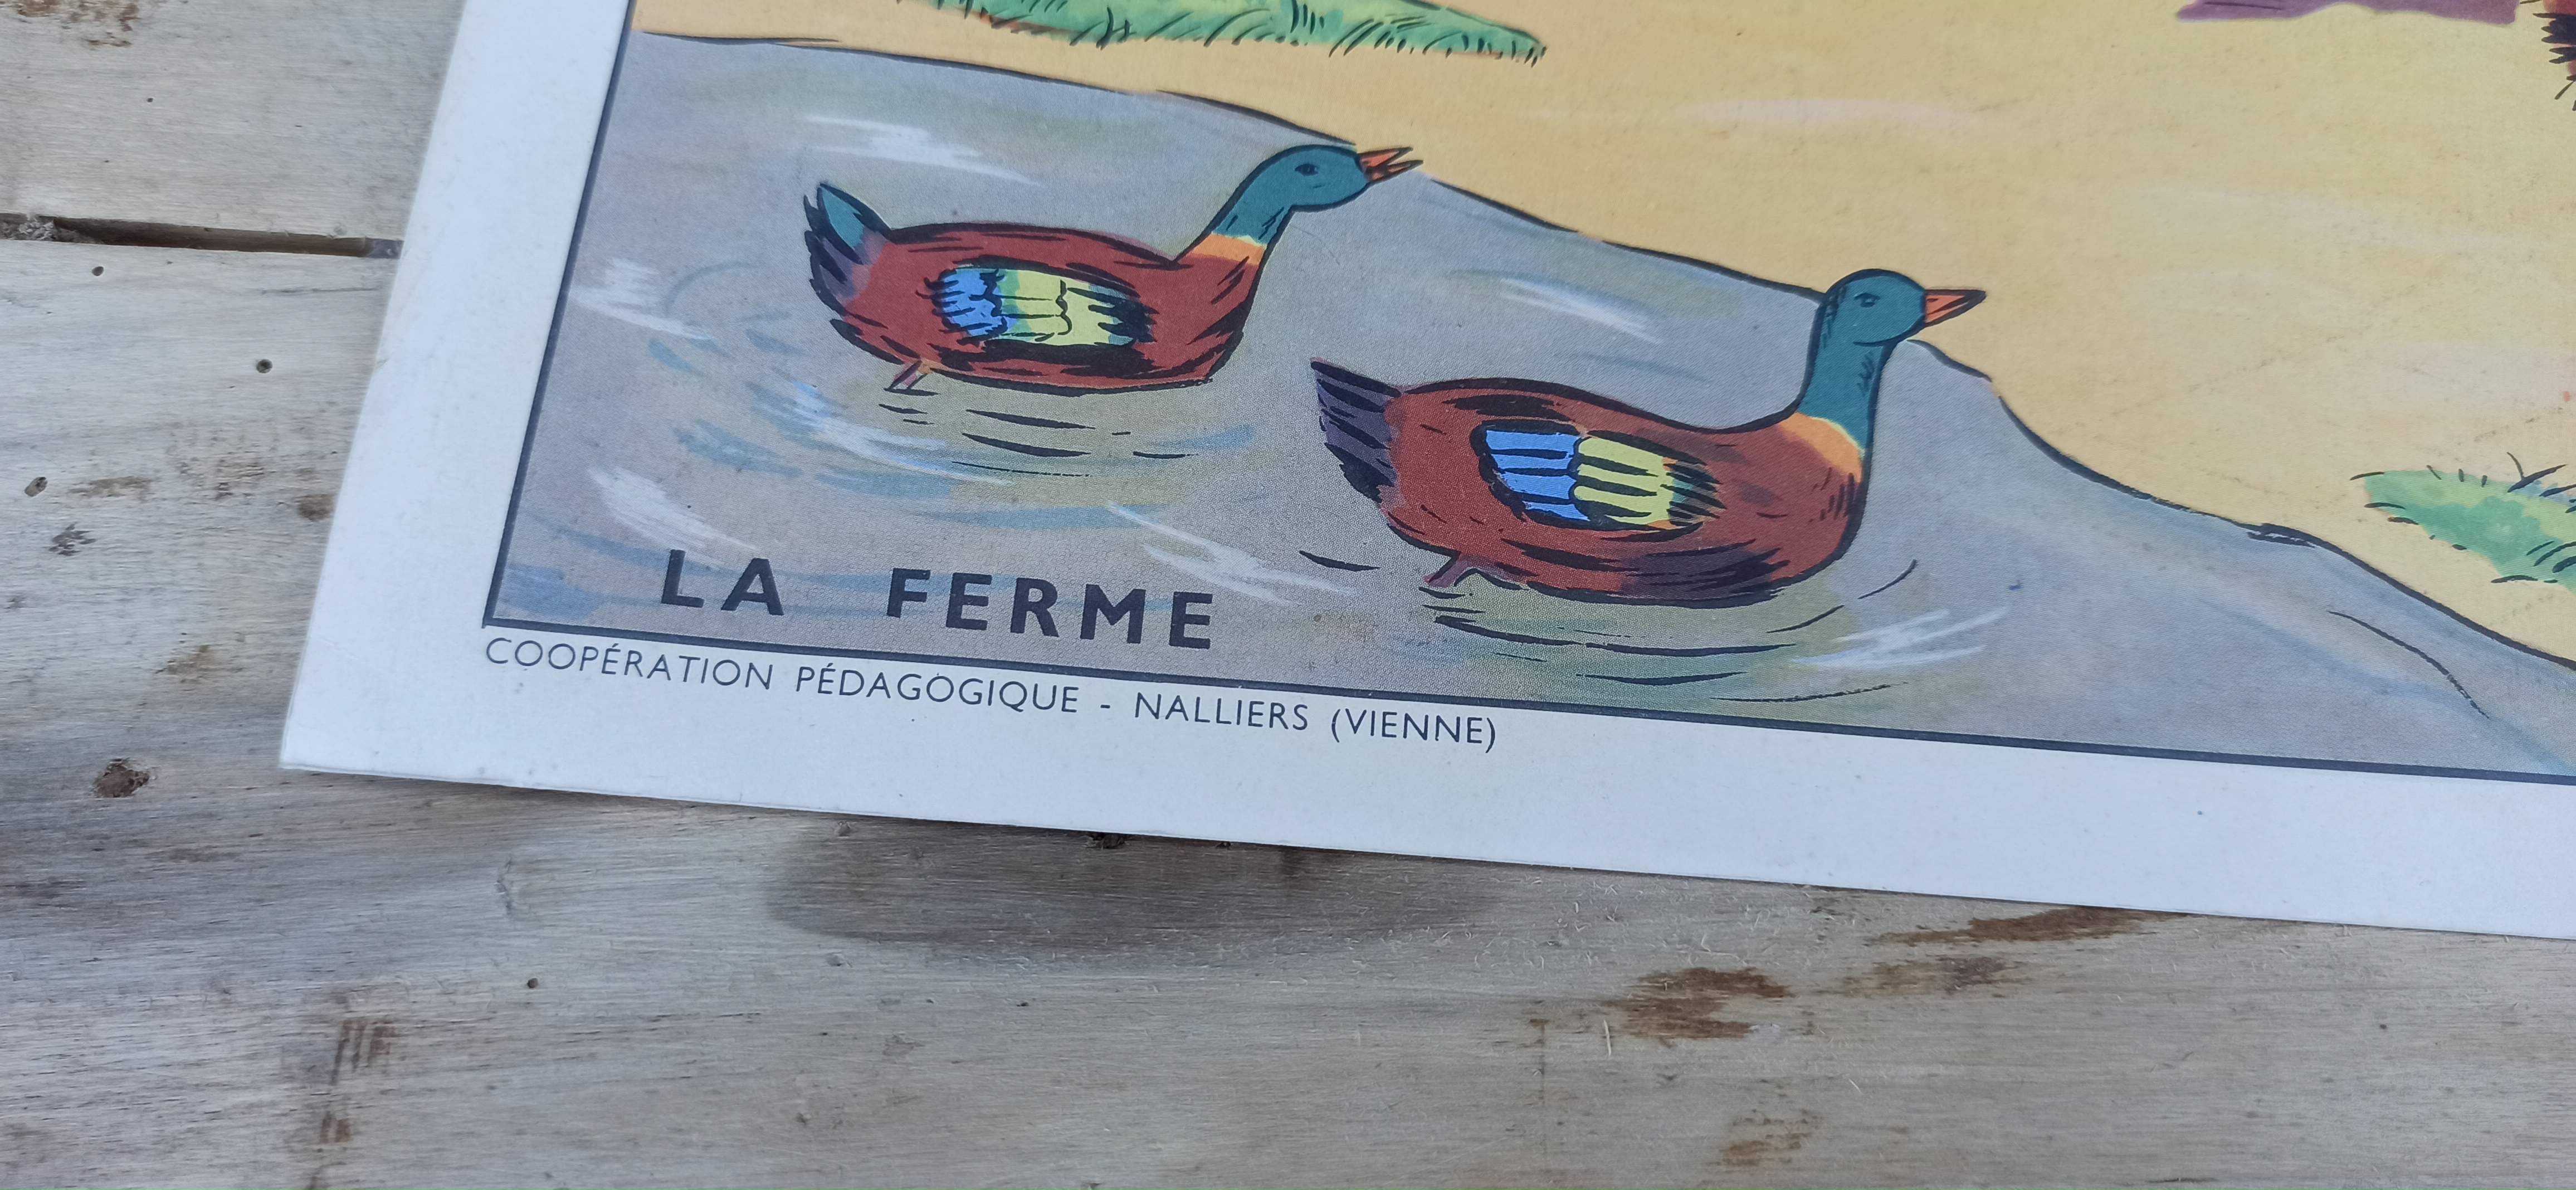 LA FERME
COOPÉRATION PÉDAGOGIQUE - NALLIERS (VIENNE)